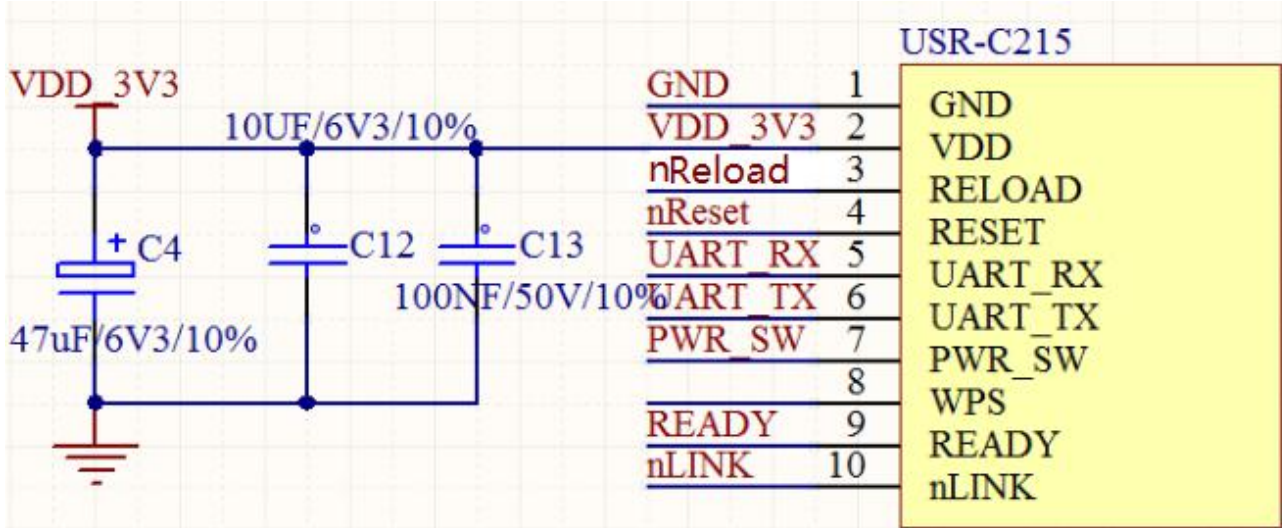 USR-C215
VDD_3V3
10UF/6V3/10%
C4
47uF/6V3/10%
C12
C13
100NF/50V/10%
GND 1 GND
VDD_3V3 2 VDD
nReload 3 RELOAD
nReset 4 RESET
UART_RX 5 UART_RX
UART_TX 6 UART_TX
PWR_SW 7 PWR_SW
8 WPS
READY 9 READY
nLINK 10 nLINK